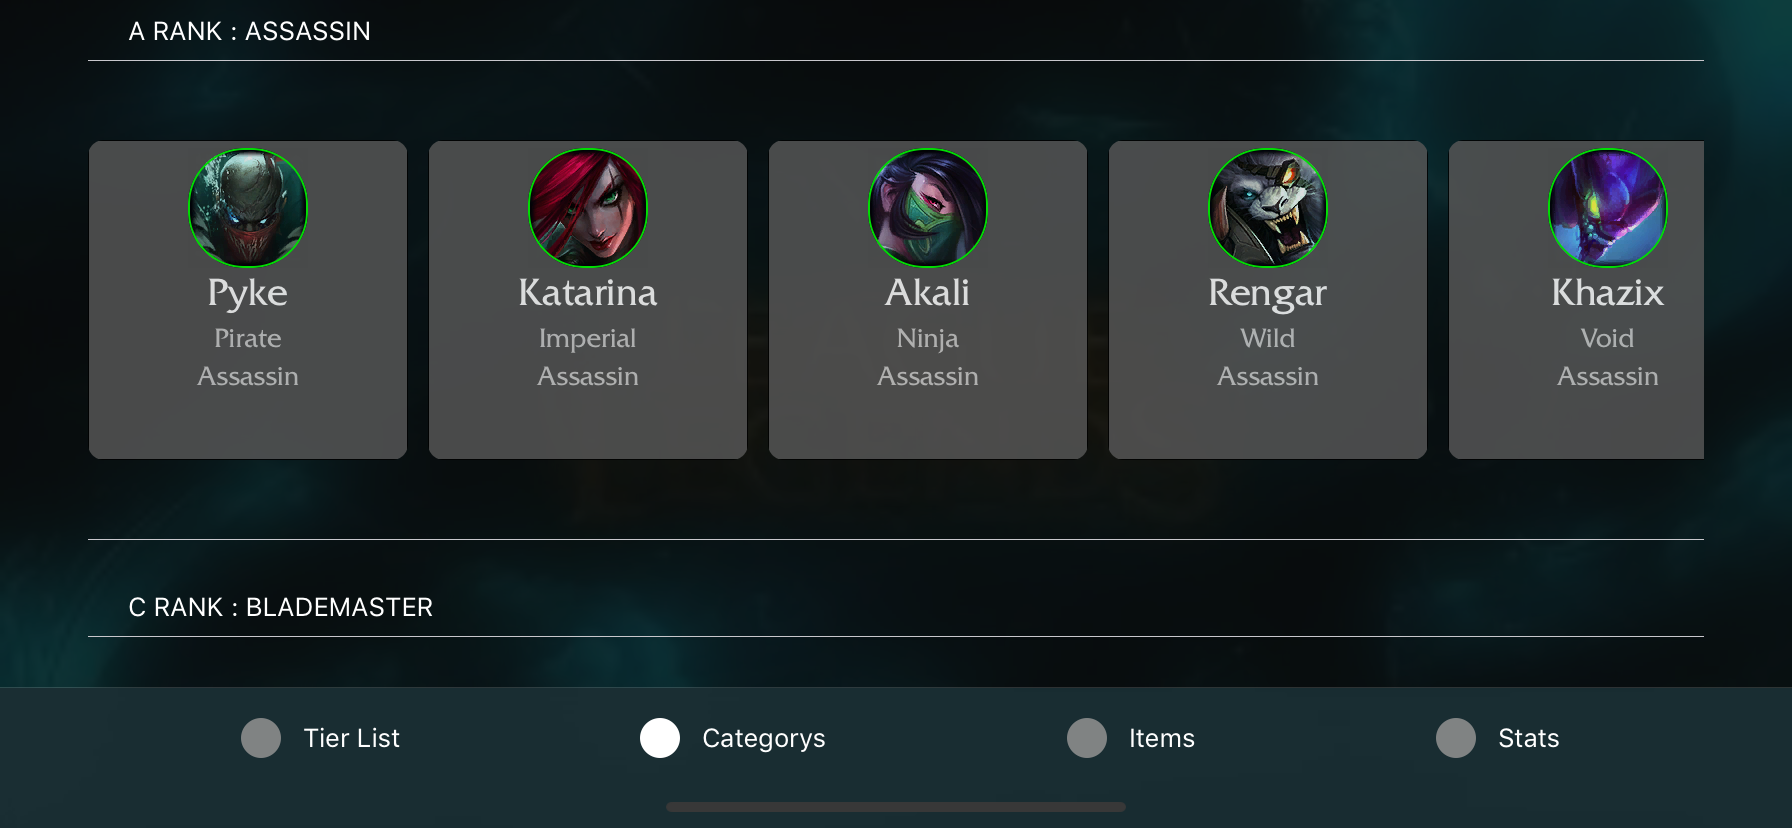 A RANK : ASSASSIN
Pyke
Pirate
Assassin
Katarina
Imperial
Assassin
Akali
Ninja
Assassin
Rengar
Wild
Assassin
Khazix
Void
Assassin
C RANK : BLADEMASTER
Tier List
Categorys
Items
Stats